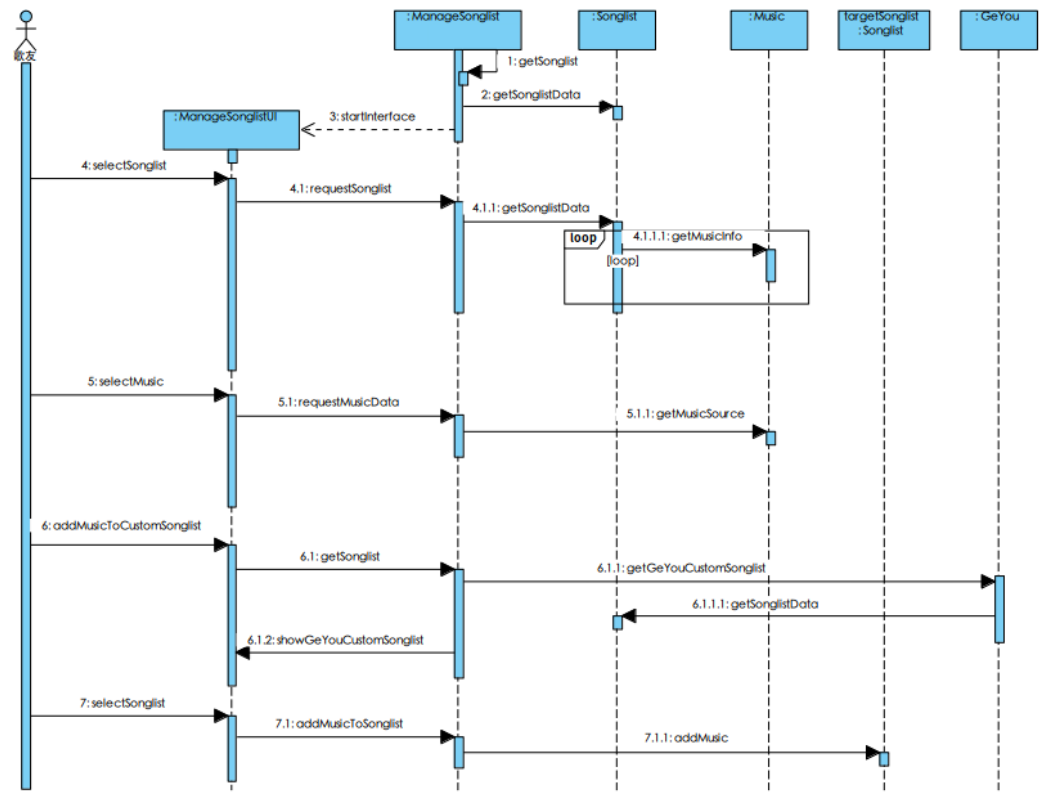 : ManageSonglist
: Songlist
: Music
targetSonglist
: Songlist
: GeYou
歌友
1: getSonglist
2: getSonglistData
: ManageSonglistUI
3: startInterface
4: selectSonglist
4.1: requestSonglist
4.1.1: getSonglistData
loop
4.1.1.1: getMusicInfo
[loop]
5: selectMusic
5.1: requestMusicData
5.1.1: getMusicSource
6: addMusicToCustomSonglist
6.1: getSonglist
6.1.1: getGeYouCustomSonglist
6.1.1.1: getSonglistData
6.1.2: showGeYouCustomSonglist
7: selectSonglist
7.1: addMusicToSonglist
7.1.1: addMusic